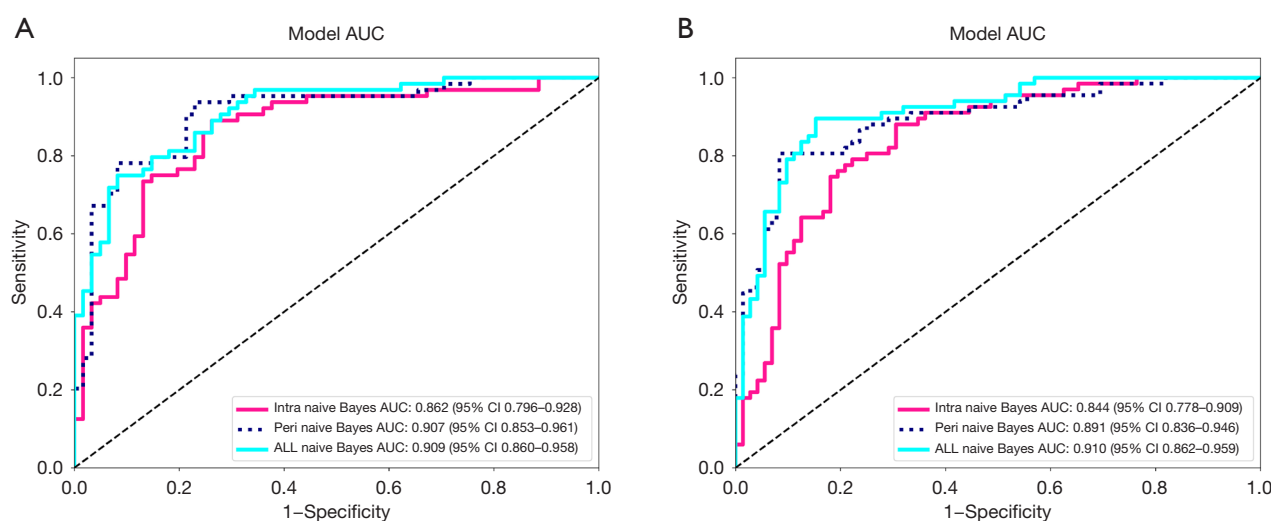 A
Model AUC
1.0
0.8
0.6
0.4
0.2
0.0
Sensitivity
Intra naive Bayes AUC: 0.862 (95% CI 0.796–0.928)
Peri naive Bayes AUC: 0.907 (95% CI 0.853–0.961)
ALL naive Bayes AUC: 0.909 (95% CI 0.860–0.958)
0.0 0.2 0.4 0.6 0.8 1.0
1−Specificity
B
Model AUC
1.0
0.8
0.6
0.4
0.2
0.0
Sensitivity
Intra naive Bayes AUC: 0.844 (95% CI 0.778–0.909)
Peri naive Bayes AUC: 0.891 (95% CI 0.836–0.946)
ALL naive Bayes AUC: 0.910 (95% CI 0.862–0.959)
0.0 0.2 0.4 0.6 0.8 1.0
1−Specificity